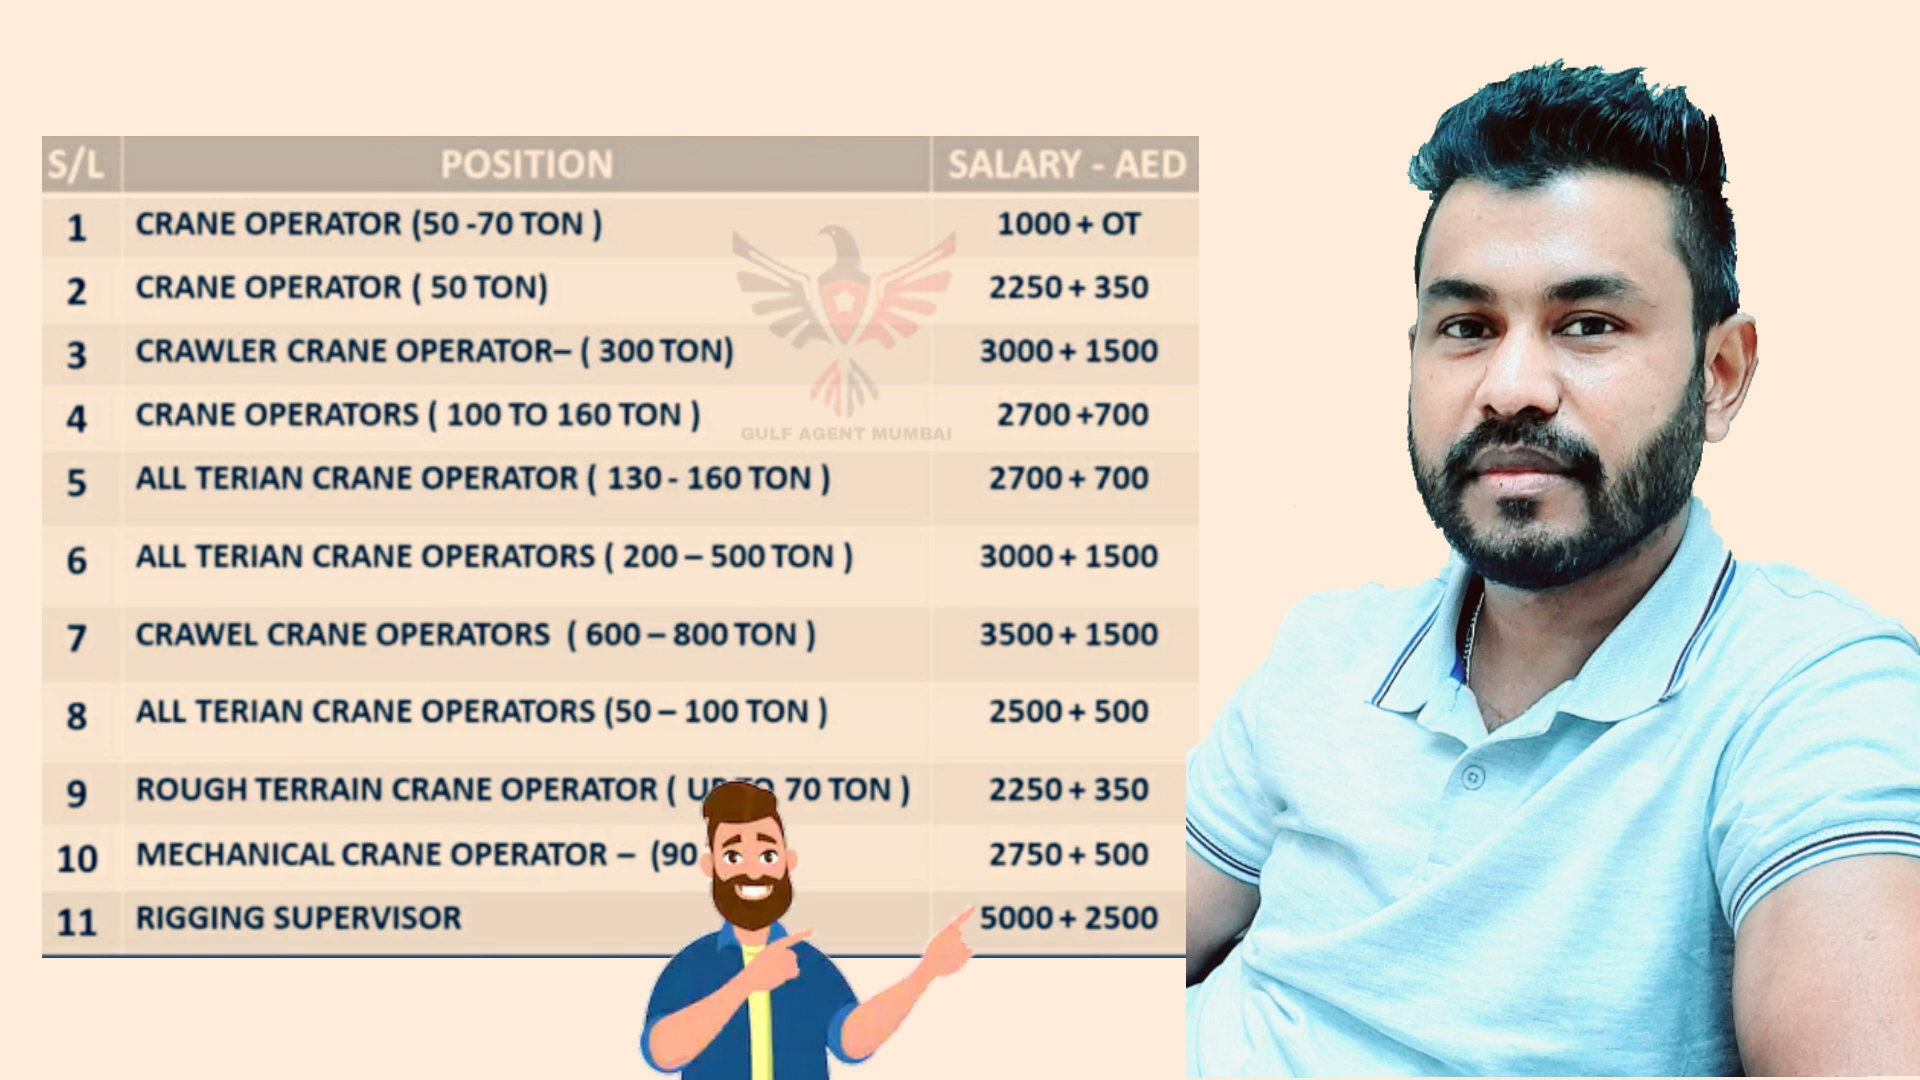 S/L POSITION SALARY - AED
1 CRANE OPERATOR (50 -70 TON ) 1000 + OT
2 CRANE OPERATOR ( 50 TON) 2250 + 350
3 CRAWLER CRANE OPERATOR– ( 300 TON) 3000 + 1500
4 CRANE OPERATORS ( 100 TO 160 TON ) 2700 +700
GULF AGENT MUMBAI
5 ALL TERIAN CRANE OPERATOR ( 130 - 160 TON ) 2700 + 700
6 ALL TERIAN CRANE OPERATORS ( 200 – 500 TON ) 3000 + 1500
7 CRAWEL CRANE OPERATORS ( 600 – 800 TON ) 3500 + 1500
8 ALL TERIAN CRANE OPERATORS (50 – 100 TON ) 2500 + 500
9 ROUGH TERRAIN CRANE OPERATOR ( 70 TON ) 2250 + 350
10 MECHANICAL CRANE OPERATOR – (90 2750 + 500
11 RIGGING SUPERVISOR 5000 + 2500